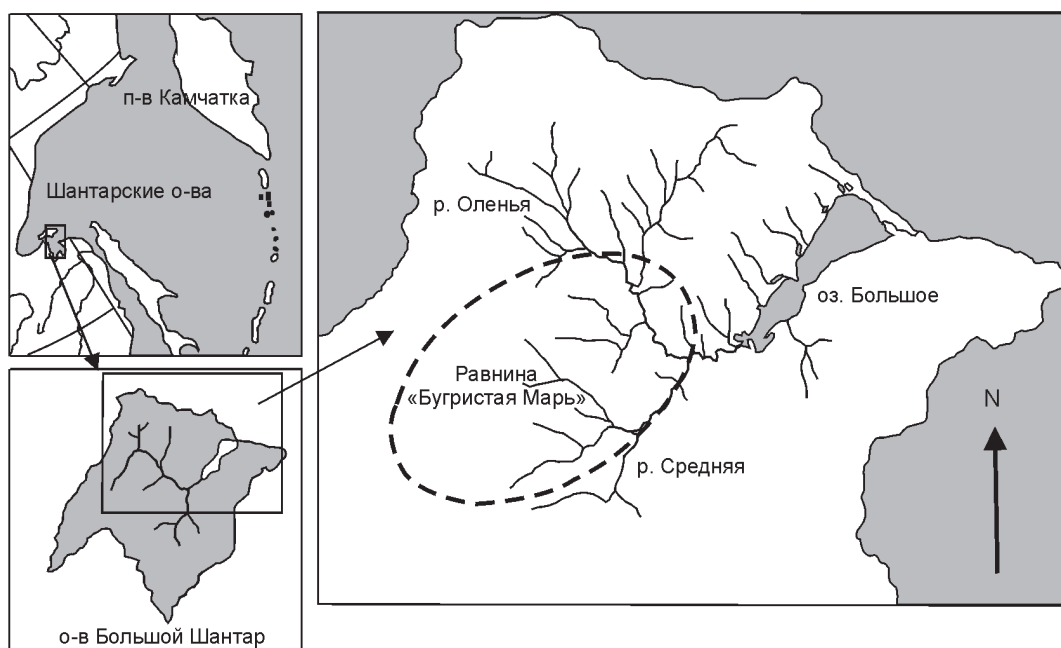 п-в Камчатка
Шантарские о-ва
о-в Большой Шантар
р. Оленья
оз. Большое
Равнина
«Бугристая Марь»
р. Средняя
N